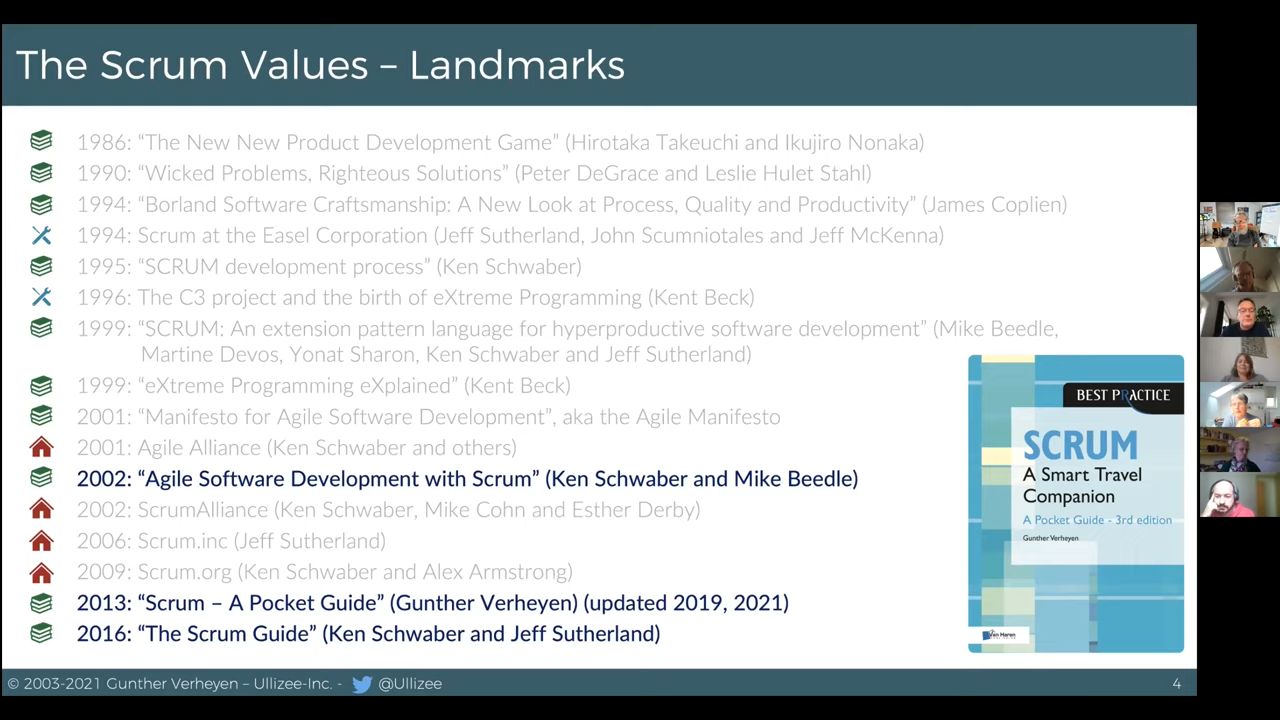 The Scrum Values – Landmarks
1986: “The New New Product Development Game” (Hirotaka Takeuchi and Ikujiro Nonaka)
1990: “Wicked Problems, Righteous Solutions” (Peter DeGrace and Leslie Hulet Stahl)
1994: “Borland Software Craftsmanship: A New Look at Process, Quality and Productivity” (James Coplien)
1994: Scrum at the Easel Corporation (Jeff Sutherland, John Scumniotales and Jeff McKenna)
1995: “SCRUM development process” (Ken Schwaber)
1996: The C3 project and the birth of eXtreme Programming (Kent Beck)
1999: “SCRUM: An extension pattern language for hyperproductive software development” (Mike Beedle,
Martine Devos, Yonat Sharon, Ken Schwaber and Jeff Sutherland)
1999: “eXtreme Programming eXplained” (Kent Beck)
2001: “Manifesto for Agile Software Development”, aka the Agile Manifesto
2001: Agile Alliance (Ken Schwaber and others)
2002: “Agile Software Development with Scrum” (Ken Schwaber and Mike Beedle)
2002: ScrumAlliance (Ken Schwaber, Mike Cohn and Esther Derby)
2006: Scrum.inc (Jeff Sutherland)
2009: Scrum.org (Ken Schwaber and Alex Armstrong)
2013: “Scrum – A Pocket Guide” (Gunther Verheyen) (updated 2019, 2021)
2016: “The Scrum Guide” (Ken Schwaber and Jeff Sutherland)
BEST PRACTICE
SCRUM
A Smart Travel
Companion
A Pocket Guide - 3rd edition
Gunther Verheyen
Van Haren
© 2003-2021 Gunther Verheyen – Ullizee-Inc. - @Ullizee
4